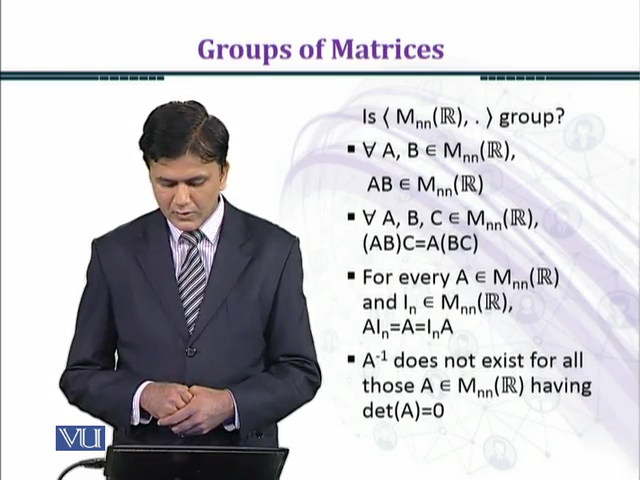 Groups of Matrices
Is ⟨ Mₙₙ(ℝ), . ⟩ group?
▪ ∀ A, B ∈ Mₙₙ(ℝ),
AB ∈ Mₙₙ(ℝ)
▪ ∀ A, B, C ∈ Mₙₙ(ℝ),
(AB)C=A(BC)
▪ For every A ∈ Mₙₙ(ℝ)
and Iₙ ∈ Mₙₙ(ℝ),
AIₙ=A=IₙA
▪ A⁻¹ does not exist for all
those A ∈ Mₙₙ(ℝ) having
det(A)=0
VU